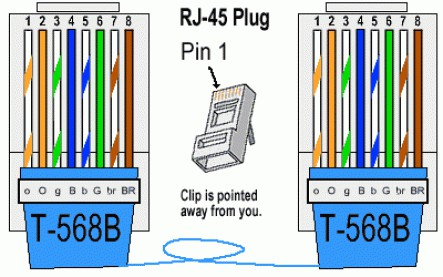 1 2 3 4 5 6 7 8
RJ-45 Plug
Pin 1
1 2 3 4 5 6 7 8
Clip is pointed
away from you.
o O g B b G br BR
T-568B
o O g B b G br BR
T-568B